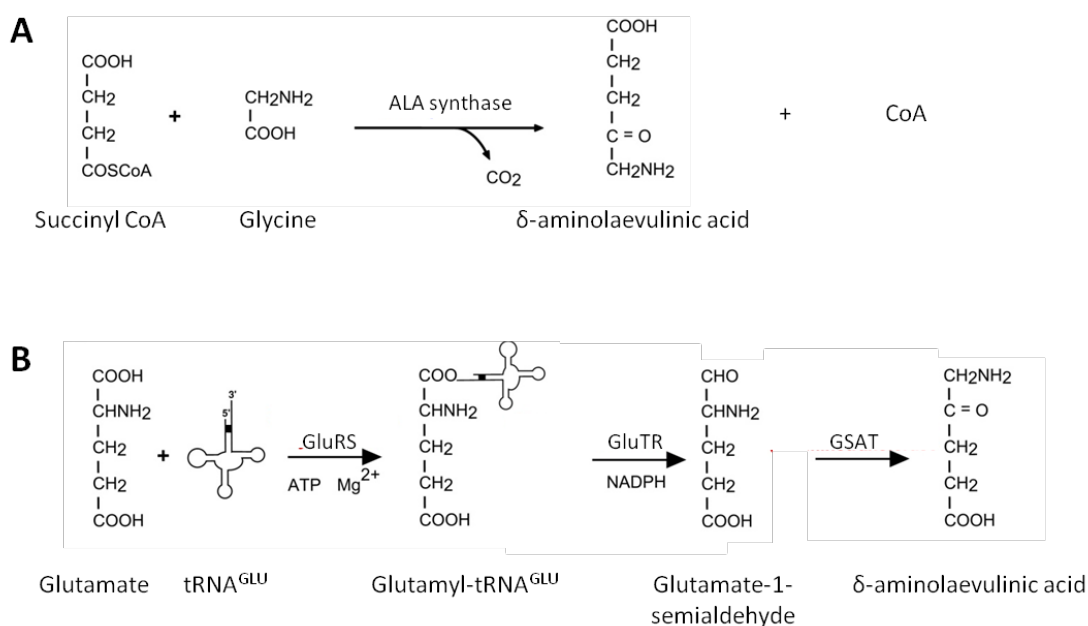 A
COOH
CH2
CH2
COSCoA
Succinyl CoA
+
CH2NH2
COOH
Glycine
ALA synthase
CO2
COOH
CH2
CH2
C = O
CH2NH2
δ-aminolaevulinic acid
+
CoA
B
COOH
CHNH2
CH2
CH2
COOH
Glutamate
+
3'
5'
tRNAGLU
GluRS
ATP Mg2+
COO
CHNH2
CH2
CH2
COOH
Glutamyl-tRNAGLU
GluTR
NADPH
CHO
CHNH2
CH2
CH2
COOH
Glutamate-1-
semialdehyde
GSAT
CH2NH2
C = O
CH2
CH2
COOH
δ-aminolaevulinic acid